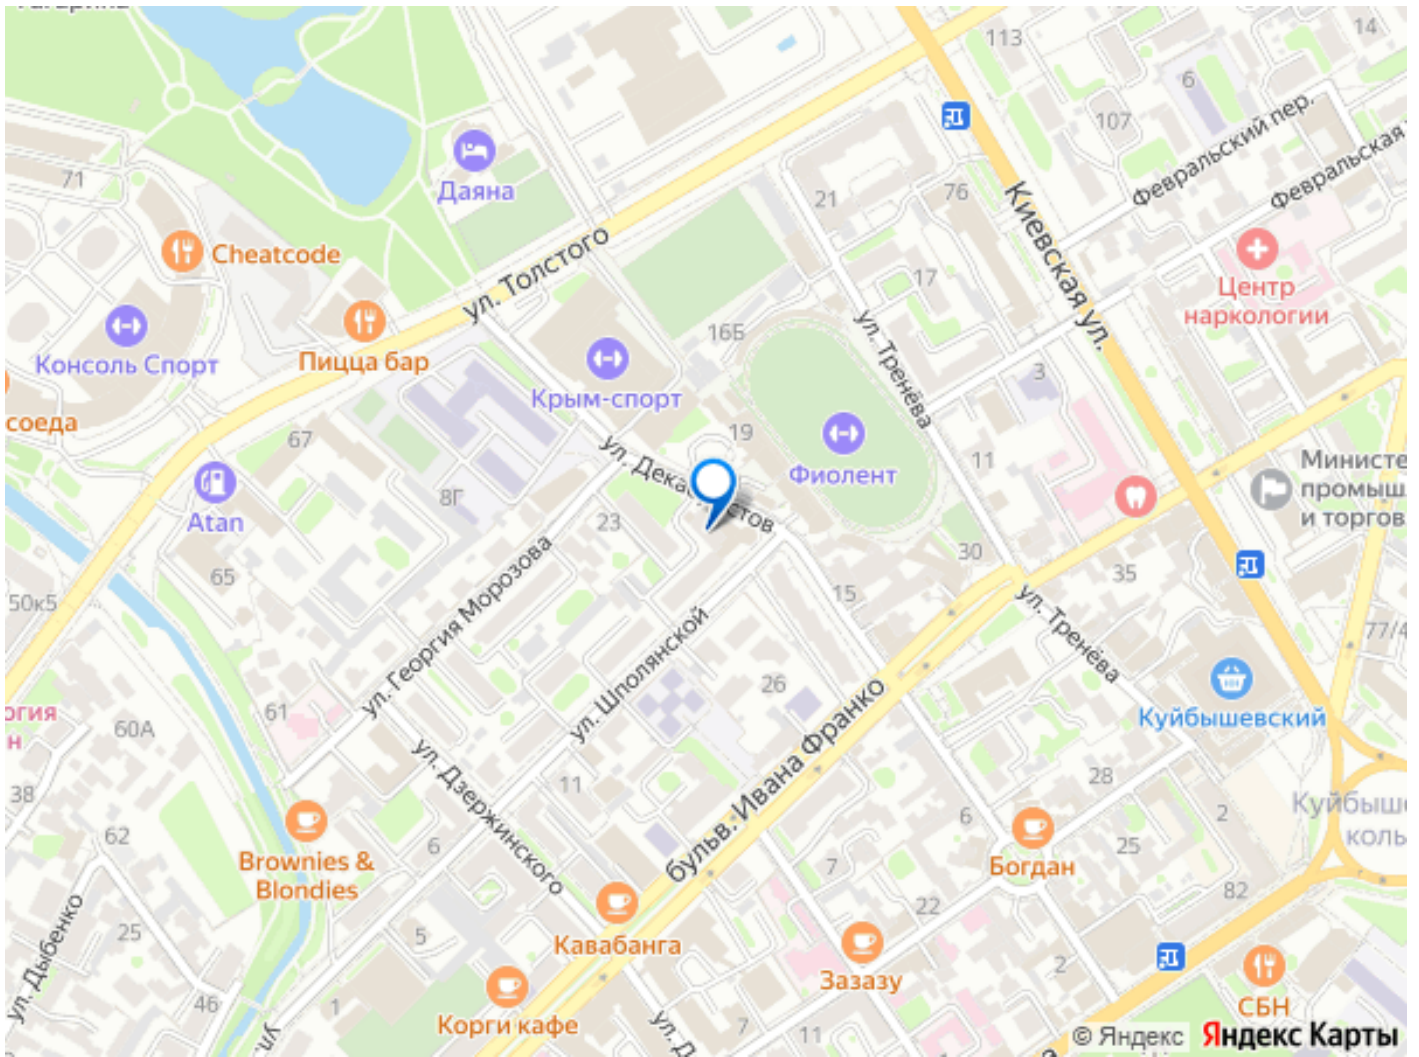 113
14
6
107
Февральский пер.
Февральская
71
Даяна
21
76
Киевская ул.
Cheatcode
ул. Толстого
17
Центр
наркологии
16Б
ул. Тренёва
Консоль Спорт
Пицца бар
Крым-спорт
3
соеда
67
19
Фиолент
11
Министе
промыш.
и торгов
ул. Декабристов
8Г
23
Atan
30
65
35
50к5
15
ул. Георгия Морозова
ул. Тренёва
77/4
ул. Шполянской
26
огия
н
61
60А
Куйбышевский
ул. Дзержинского
11
28
бульв. Ивана Франко
38
62
6
2
Куйбыше
коль
Brownies &
Blondies
6
7
Богдан
25
82
22
ул. Дыбенко
25
5
Кавабанга
Зазазу
2
46
1
Корги кафе
СБН
ул.
ул. Д
7
11
© Яндекс
Яндекс Карты